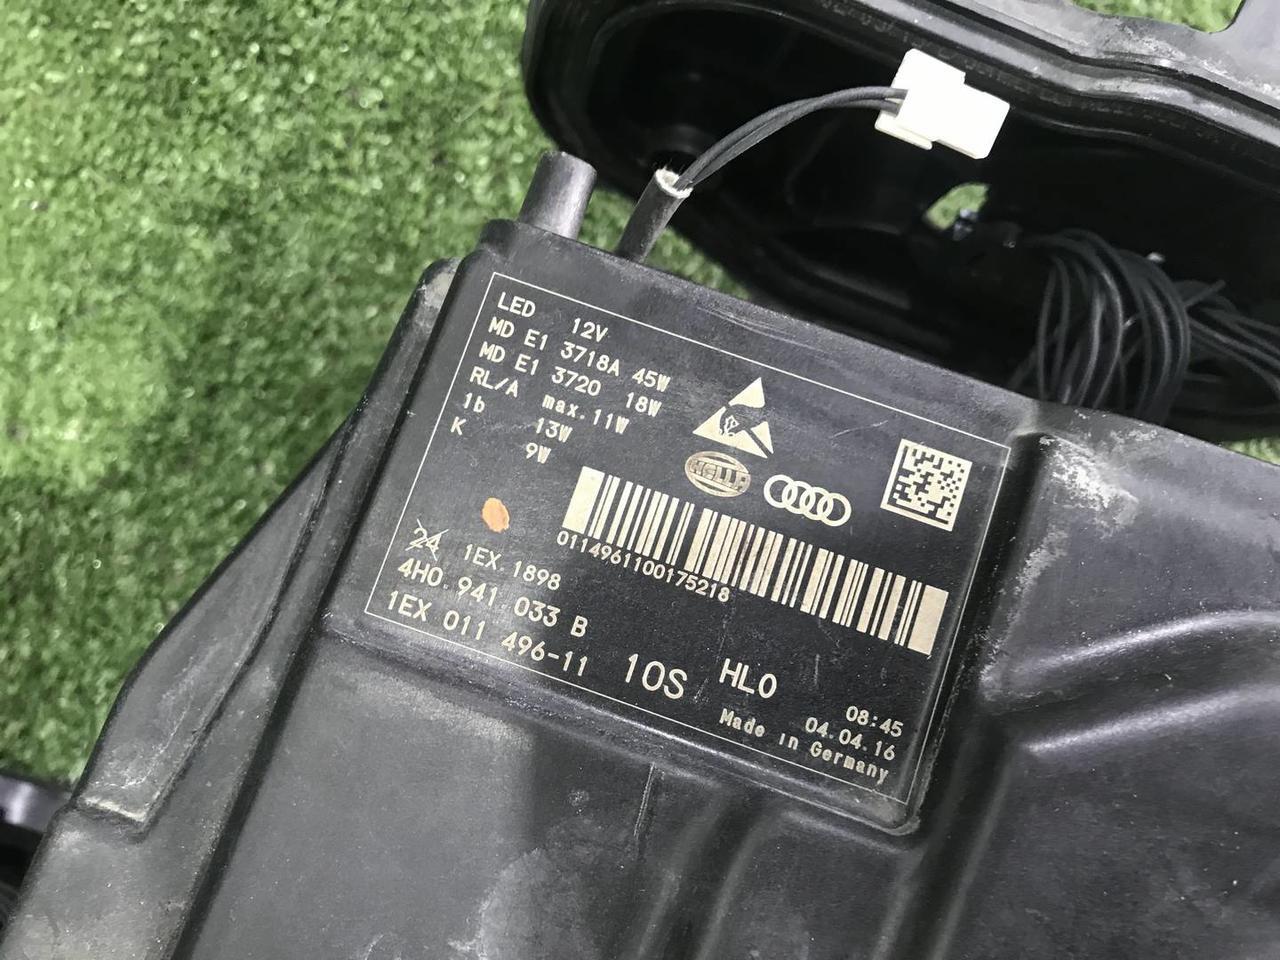 LED 12V
MD E1 3718A 45W
MD E1 3720 18W
RL/A max.11W
1b 13W
K 9W
HELLA
0114961100175218
24 1EX 1898
4H0.941.033 B
1EX 011 496-11
10S
HL0
08:45
04.04.16
Made in Germany